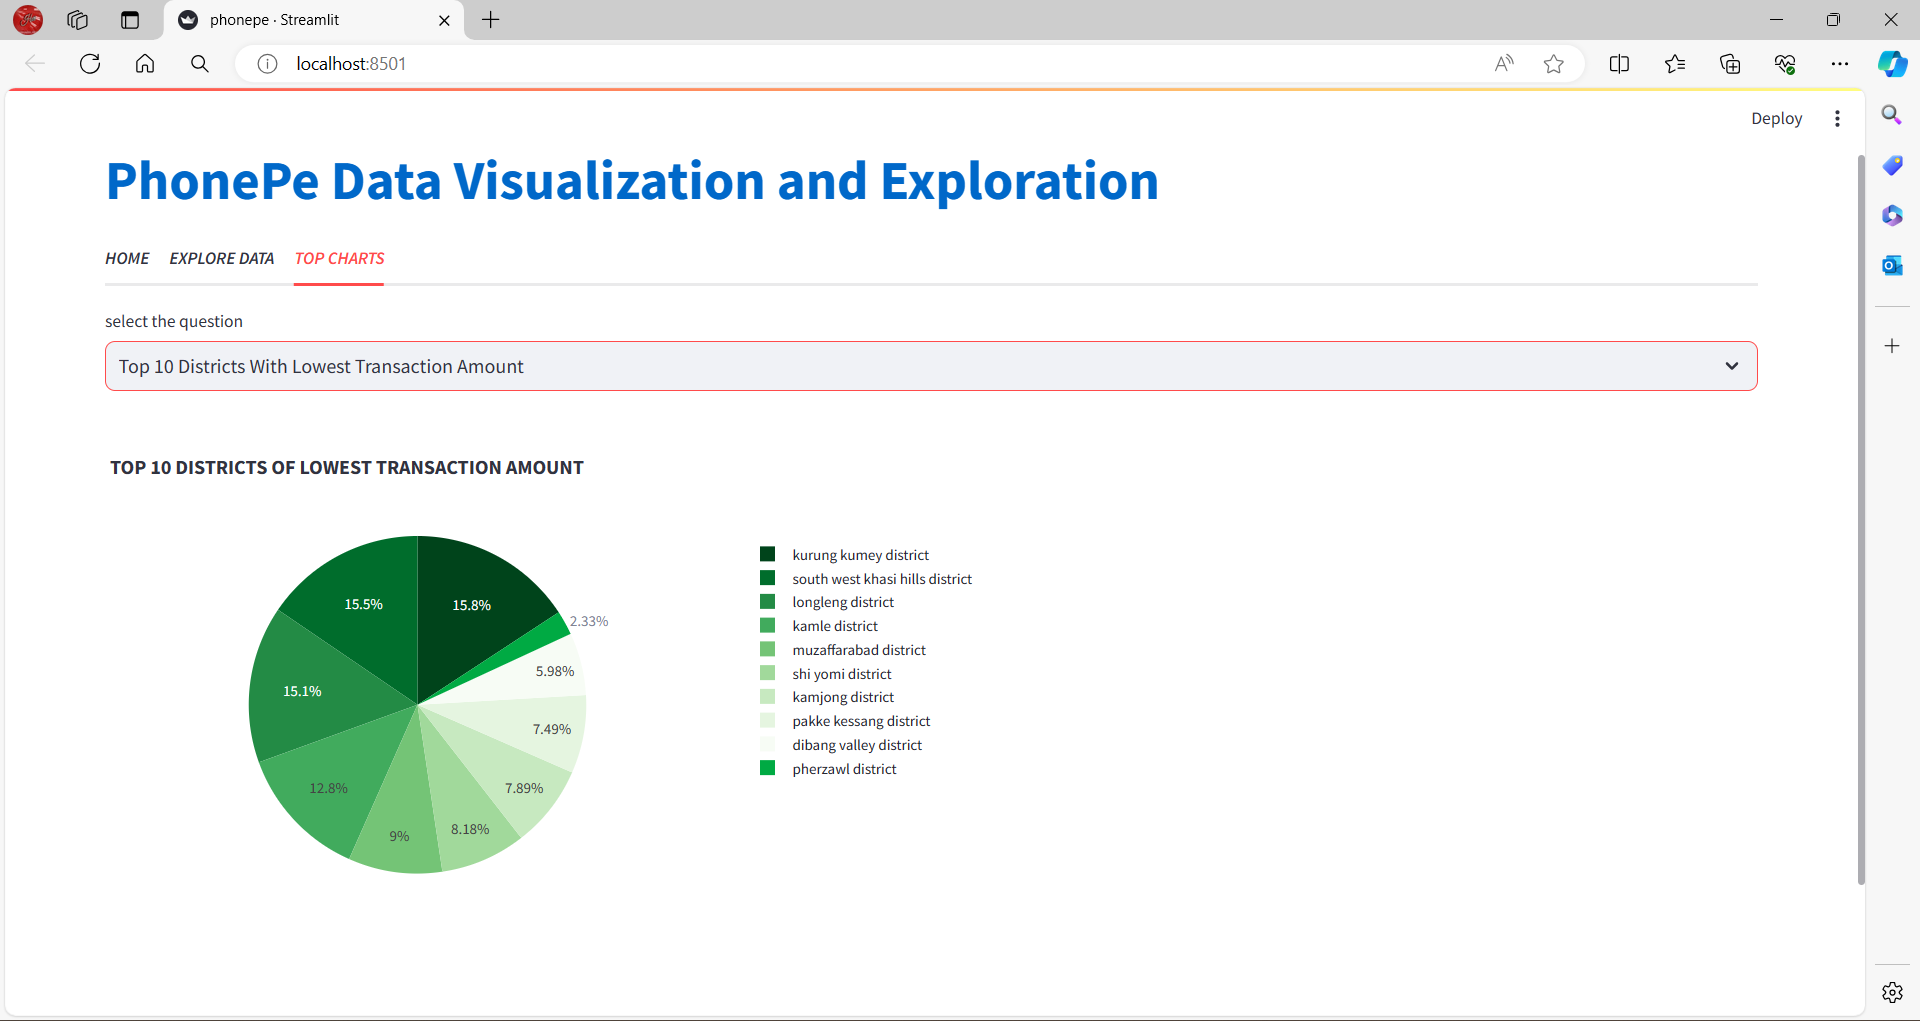 phonepe · Streamlit
localhost:8501
Deploy
PhonePe Data Visualization and Exploration
HOME EXPLORE DATA TOP CHARTS
select the question
Top 10 Districts With Lowest Transaction Amount
TOP 10 DISTRICTS OF LOWEST TRANSACTION AMOUNT
15.5%
15.8%
2.33%
5.98%
15.1%
7.49%
12.8%
7.89%
9%
8.18%
kurung kumey district
south west khasi hills district
longleng district
kamle district
muzaffarabad district
shi yomi district
kamjong district
pakke kessang district
dibang valley district
pherzawl district